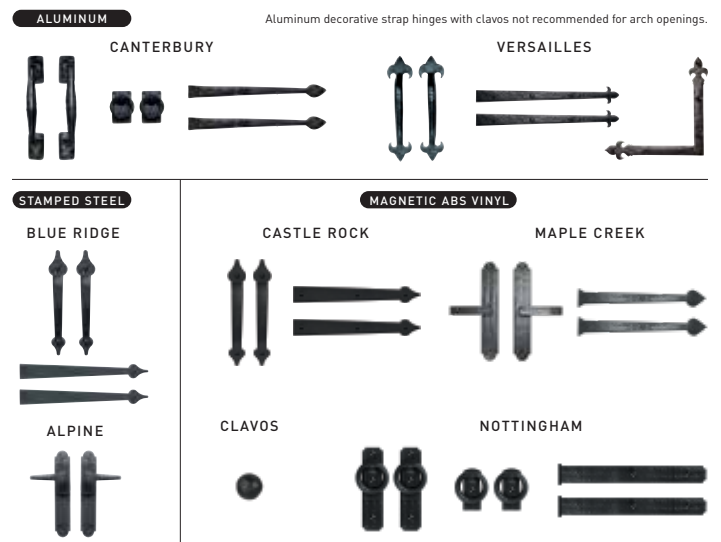 ALUMINUM
Aluminum decorative strap hinges with clavos not recommended for arch openings.
CANTERBURY
VERSAILLES
STAMPED STEEL
BLUE RIDGE
ALPINE
MAGNETIC ABS VINYL
CASTLE ROCK
MAPLE CREEK
CLAVOS
NOTTINGHAM